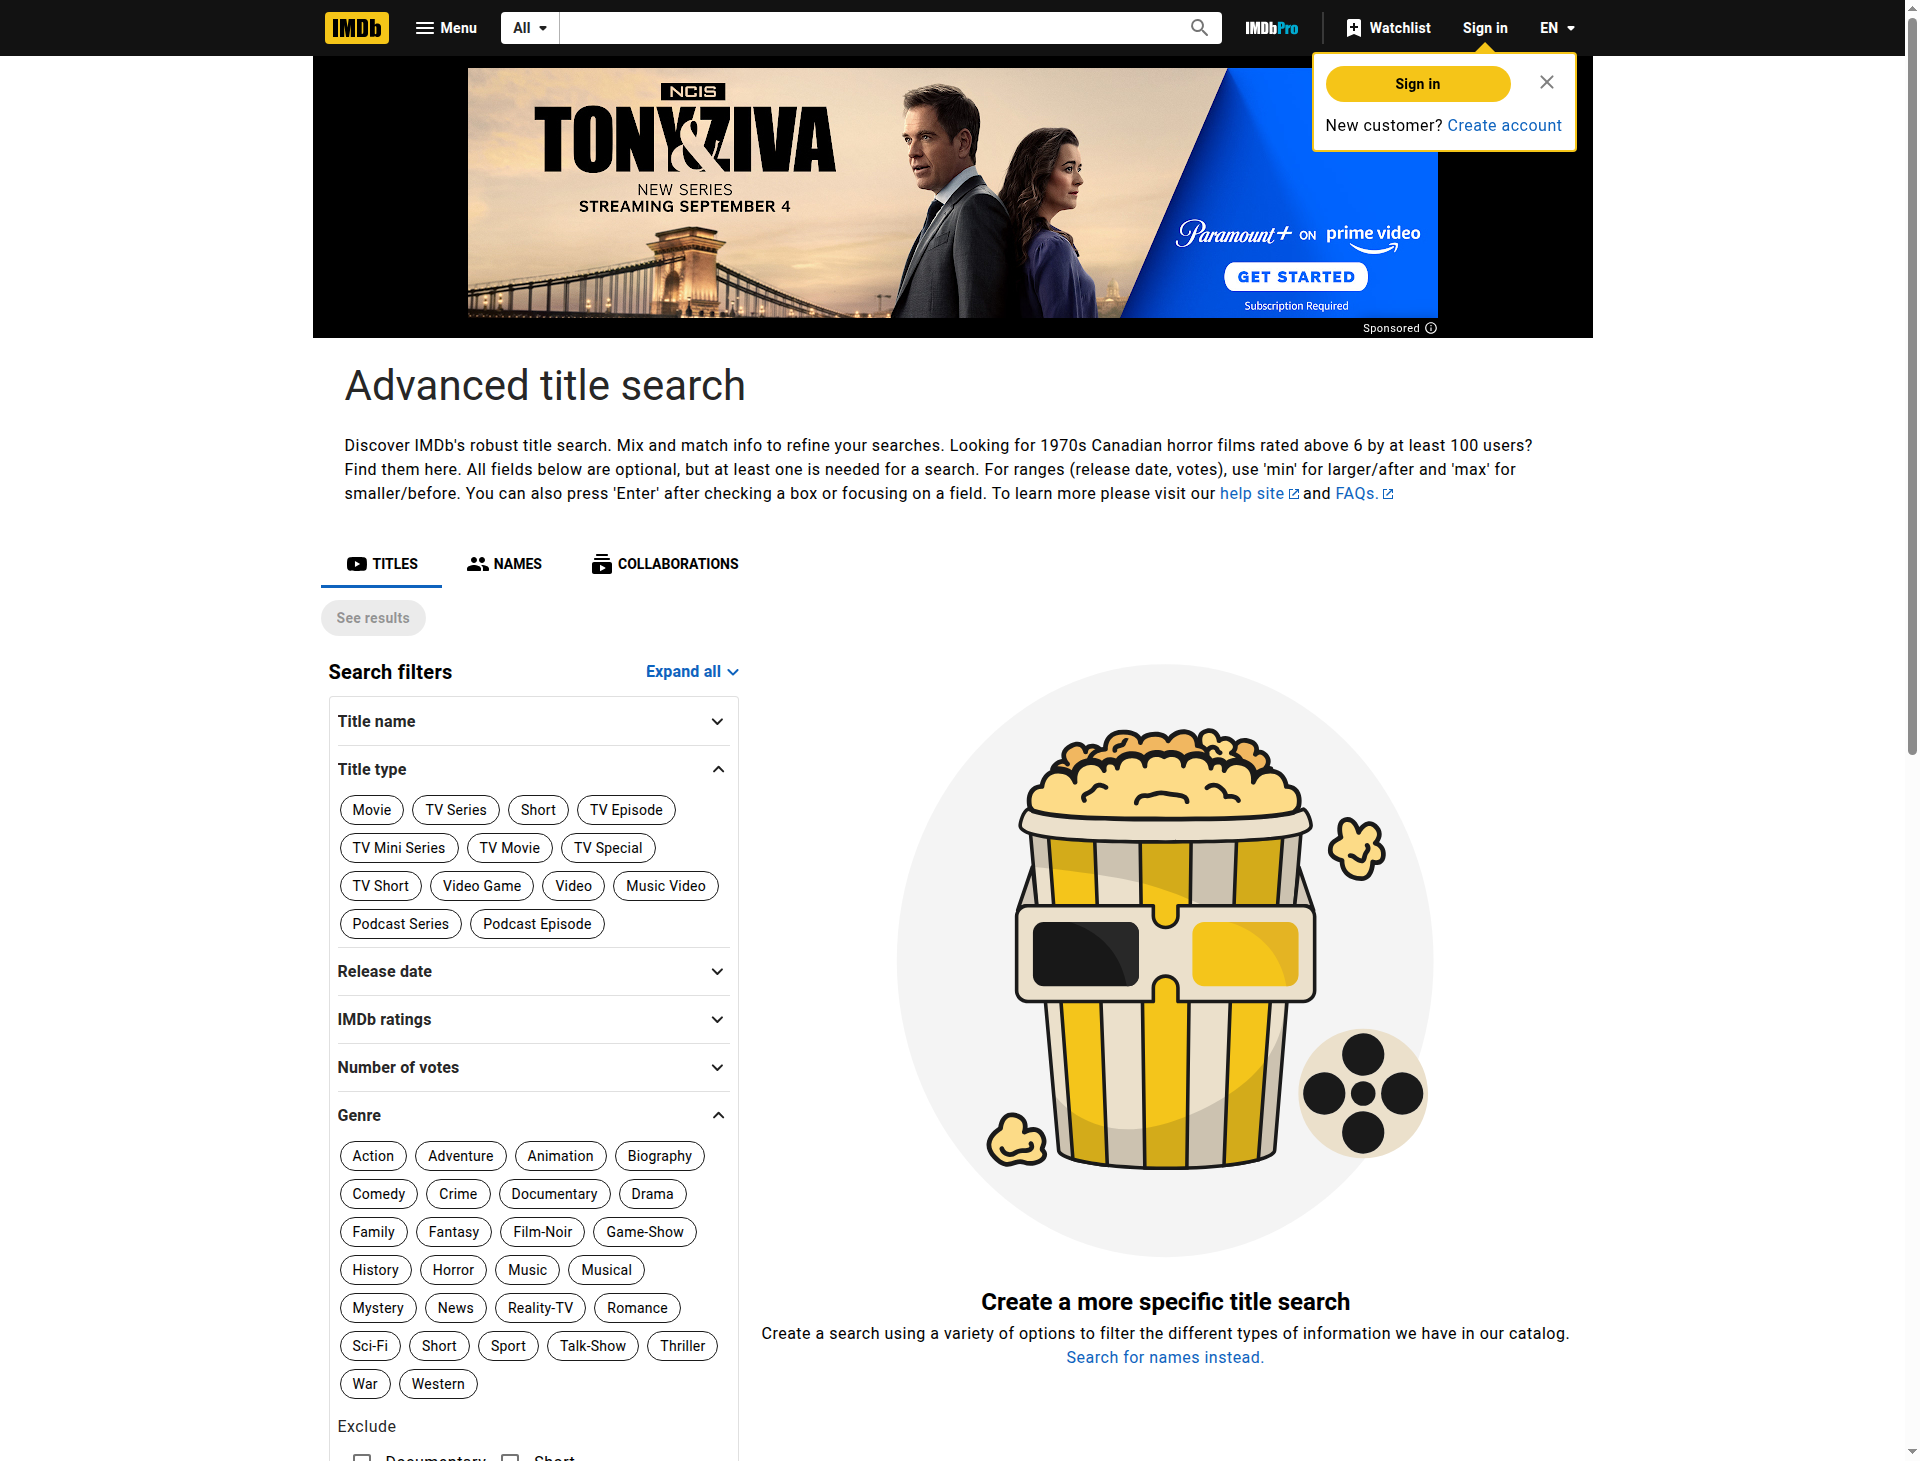 IMDb Menu All IMDbPro Watchlist Sign in EN
Sign in
New customer? Create account
NCIS
TONY & ZIVA
NEW SERIES
STREAMING SEPTEMBER 4
Paramount+ ON prime video
GET STARTED
Subscription Required
Sponsored
Advanced title search
Discover IMDb's robust title search. Mix and match info to refine your searches. Looking for 1970s Canadian horror films rated above 6 by at least 100 users?
Find them here. All fields below are optional, but at least one is needed for a search. For ranges (release date, votes), use 'min' for larger/after and 'max' for
smaller/before. You can also press 'Enter' after checking a box or focusing on a field. To learn more please visit our help site and FAQs.
TITLES NAMES COLLABORATIONS
See results
Search filters Expand all
Title name
Title type
Movie TV Series Short TV Episode
TV Mini Series TV Movie TV Special
TV Short Video Game Video Music Video
Podcast Series Podcast Episode
Release date
IMDb ratings
Number of votes
Genre
Action Adventure Animation Biography
Comedy Crime Documentary Drama
Family Fantasy Film-Noir Game-Show
History Horror Music Musical
Mystery News Reality-TV Romance
Sci-Fi Short Sport Talk-Show Thriller
War Western
Exclude
Documentary Short
Create a more specific title search
Create a search using a variety of options to filter the different types of information we have in our catalog.
Search for names instead.